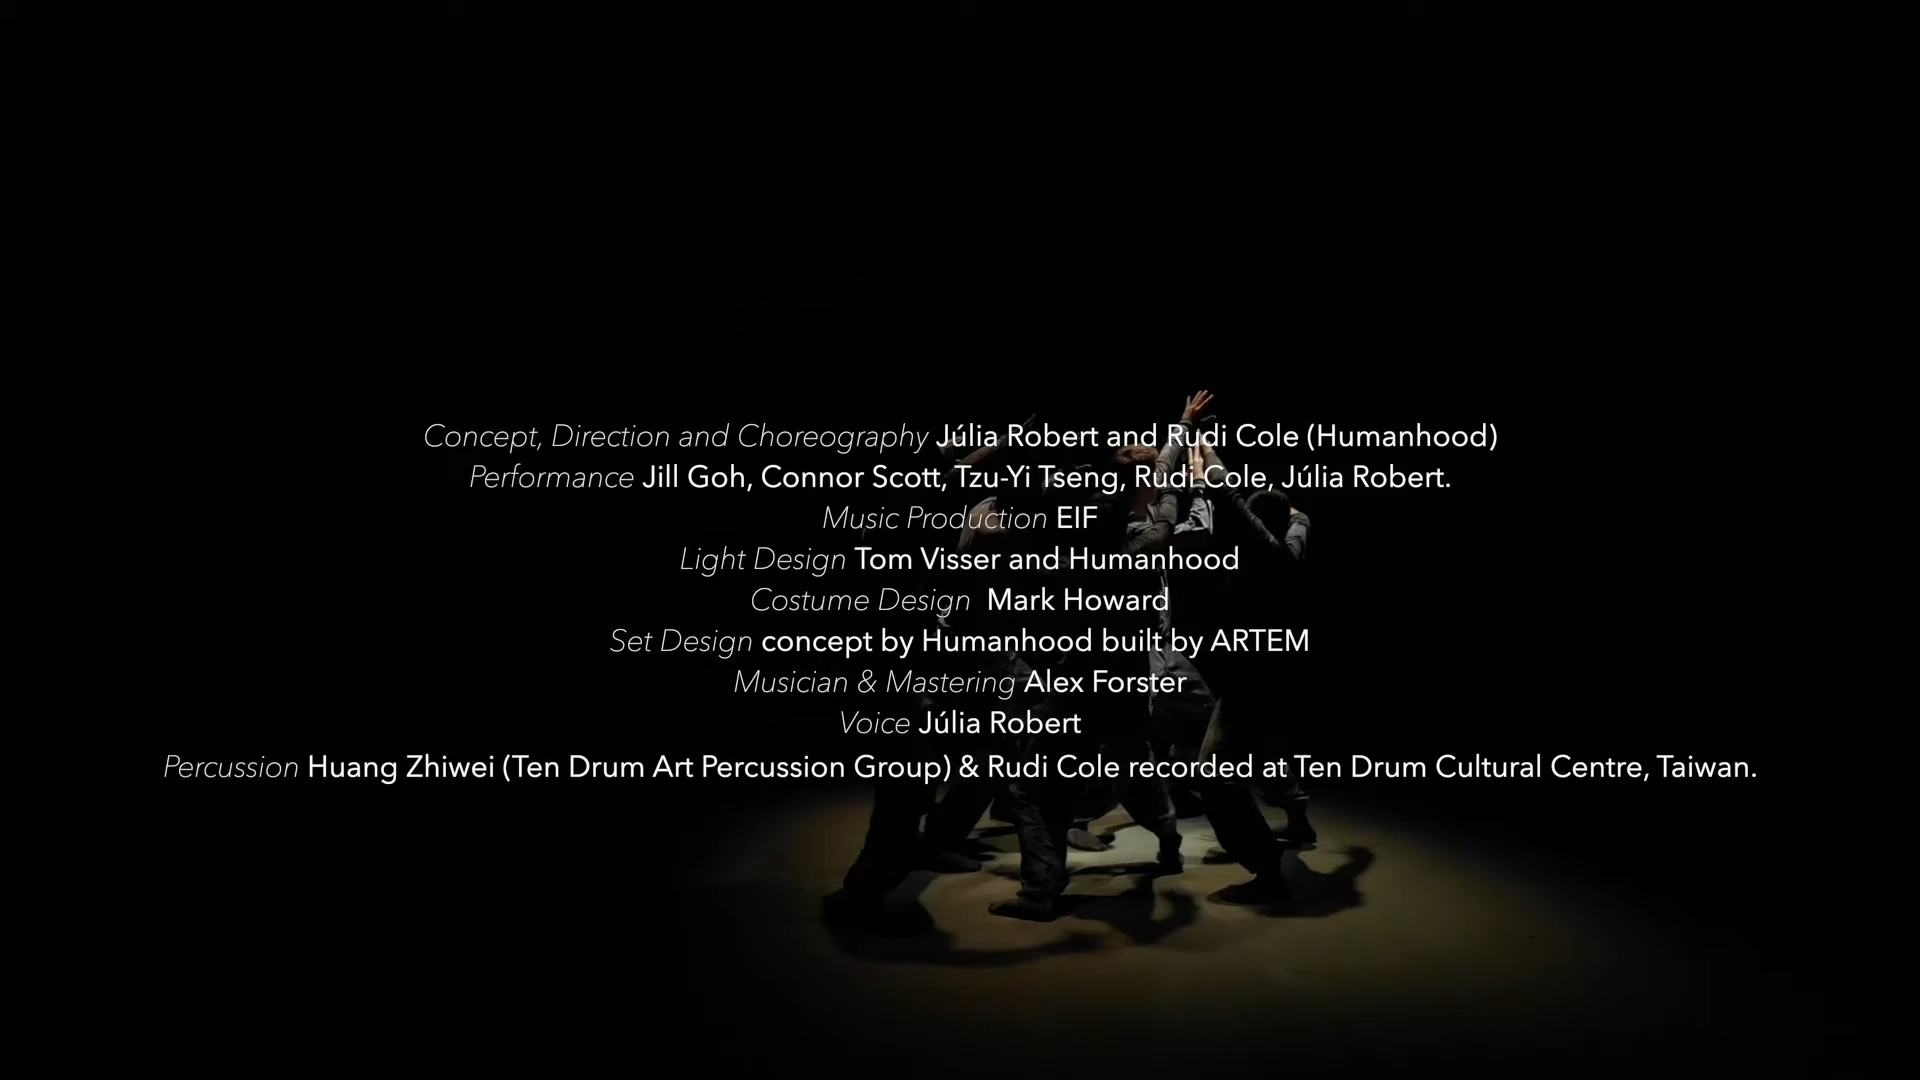 Concept, Direction and Choreography Júlia Robert and Rudi Cole (Humanhood)
Performance Jill Goh, Connor Scott, Tzu-Yi Tseng, Rudi Cole, Júlia Robert.
Music Production EIF
Light Design Tom Visser and Humanhood
Costume Design  Mark Howard
Set Design concept by Humanhood built by ARTEM
Musician & Mastering Alex Forster
Voice Júlia Robert
Percussion Huang Zhiwei (Ten Drum Art Percussion Group) & Rudi Cole recorded at Ten Drum Cultural Centre, Taiwan.